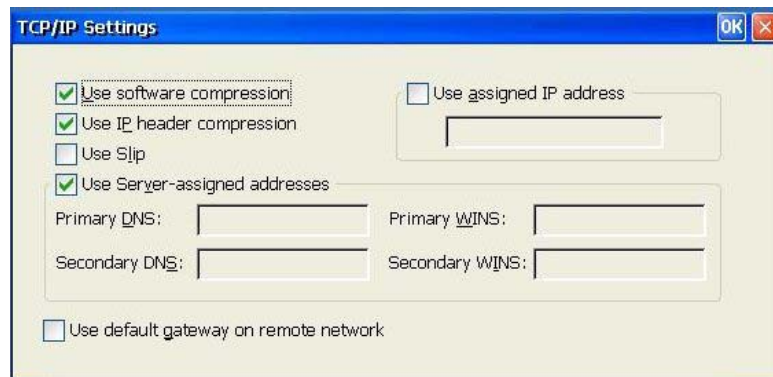 TCP/IP Settings OK
Use software compression Use assigned IP address
Use IP header compression
Use Slip
Use Server-assigned addresses
Primary DNS: Primary WINS:
Secondary DNS: Secondary WINS:
Use default gateway on remote network